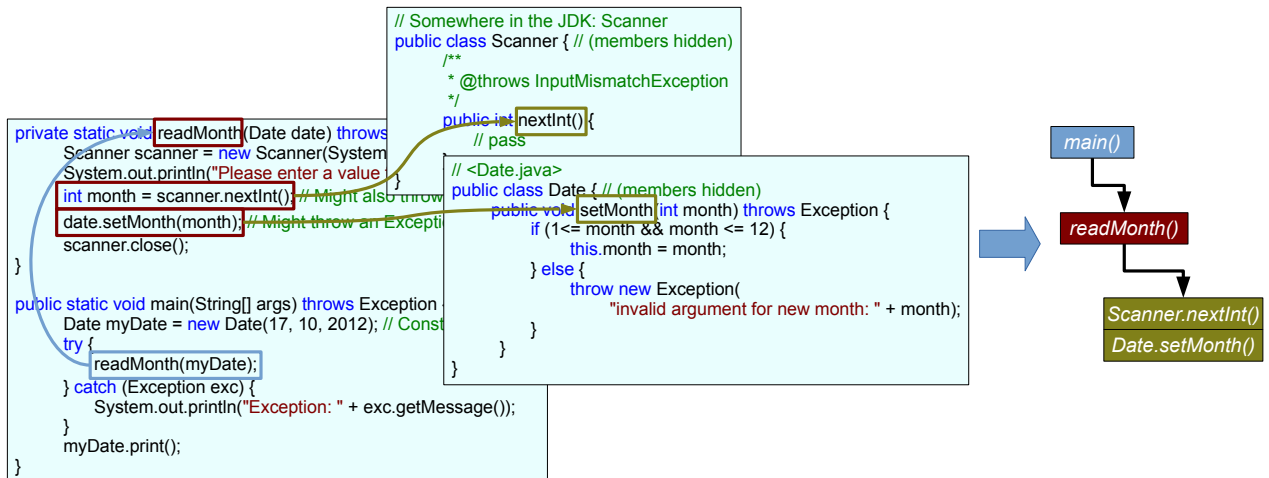 // Somewhere in the JDK: Scanner
public class Scanner { // (members hidden)
/**
* @throws InputMismatchException
*/
public int nextInt() {
// pass
}
private static void readMonth(Date date) throws
Scanner scanner = new Scanner(System
System.out.println("Please enter a value
int month = scanner.nextInt(); // Might also throw
date.setMonth(month); // Might throw an Excepti
scanner.close();
}
public static void main(String[] args) throws Exception {
Date myDate = new Date(17, 10, 2012); // Const
try {
readMonth(myDate);
} catch (Exception exc) {
System.out.println("Exception: " + exc.getMessage());
}
myDate.print();
}
// <Date.java>
public class Date { // (members hidden)
public void setMonth(int month) throws Exception {
if (1<= month && month <= 12) {
this.month = month;
} else {
throw new Exception(
"invalid argument for new month: " + month);
}
}
}
main()
readMonth()
Scanner.nextInt()
Date.setMonth()